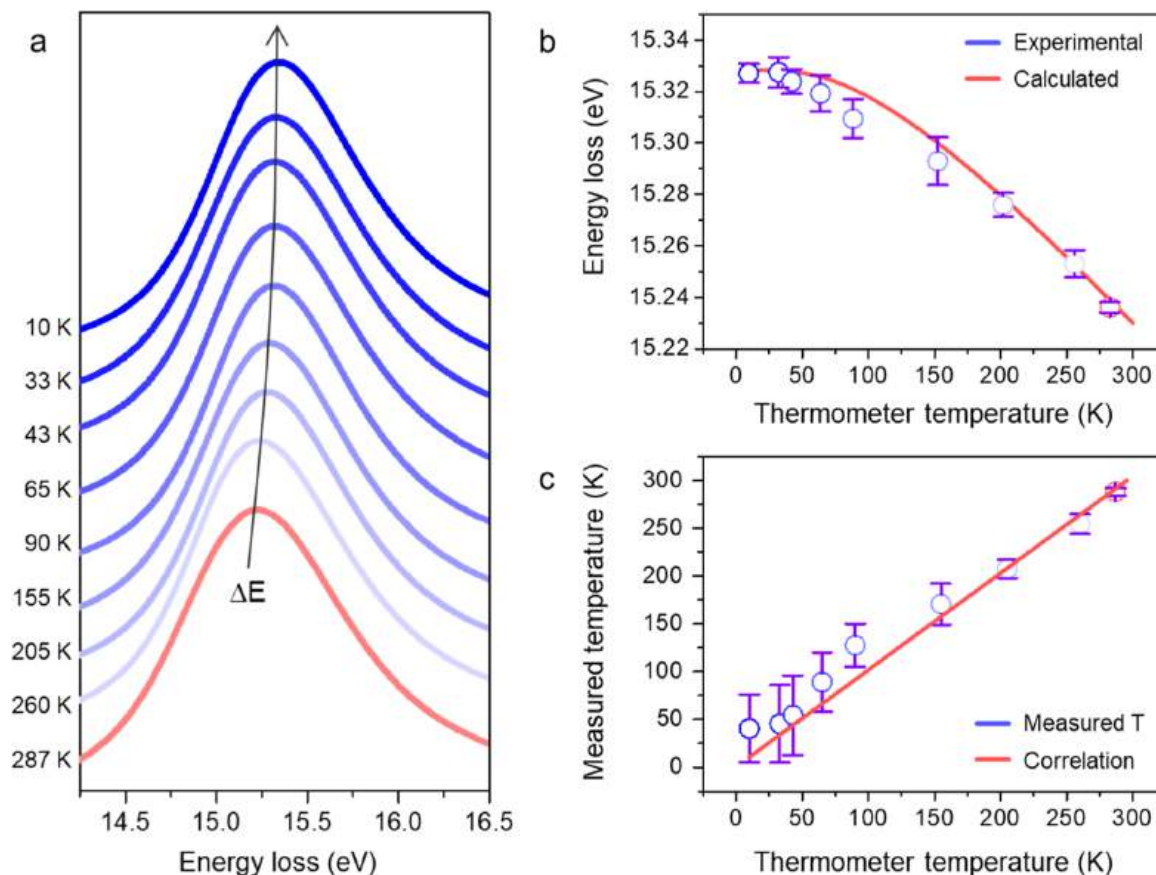 a
10 K
33 K
43 K
65 K
90 K
155 K
205 K
260 K
287 K
ΔE
14.5 15.0 15.5 16.0 16.5
Energy loss (eV)
b
Energy loss (eV)
15.34
15.32
15.30
15.28
15.26
15.24
15.22
Experimental
Calculated
0 50 100 150 200 250 300
Thermometer temperature (K)
c
Measured temperature (K)
300
250
200
150
100
50
0
Measured T
Correlation
0 50 100 150 200 250 300
Thermometer temperature (K)